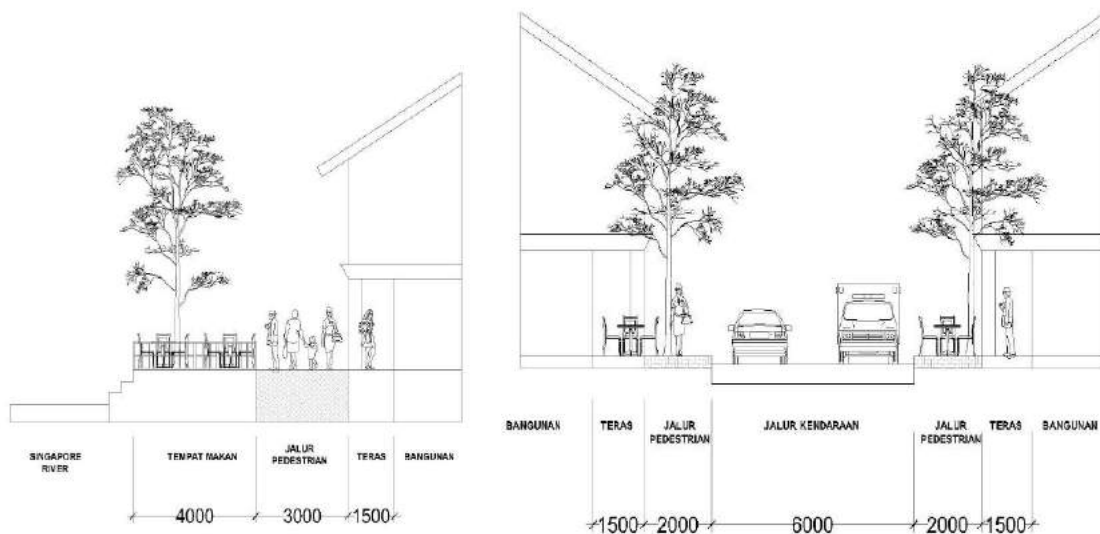 SINGAPORE
RIVER
TEMPAT MAKAN
JALUR
PEDESTRIAN
TERAS
BANGUNAN
4000
3000
1500
BANGUNAN
TERAS
JALUR
PEDESTRIAN
JALUR KENDARAAN
JALUR
PEDESTRIAN
TERAS
BANGUNAN
1500
2000
6000
2000
1500